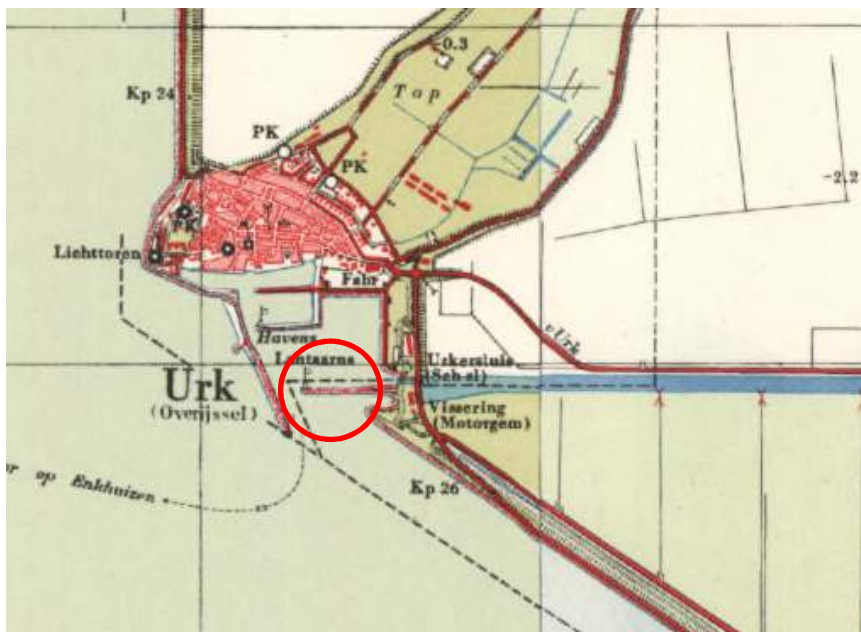 -0.3
Top
Kp 24
PK
PK
-2.2
PK
Lichttoren
Fabr
vUrk
Havens
Lantaarns
Urkersluis
(Sch.sl)
Urk
(Overijssel)
Vissering
(Motorgem)
op Enkhuizen
Kp 26